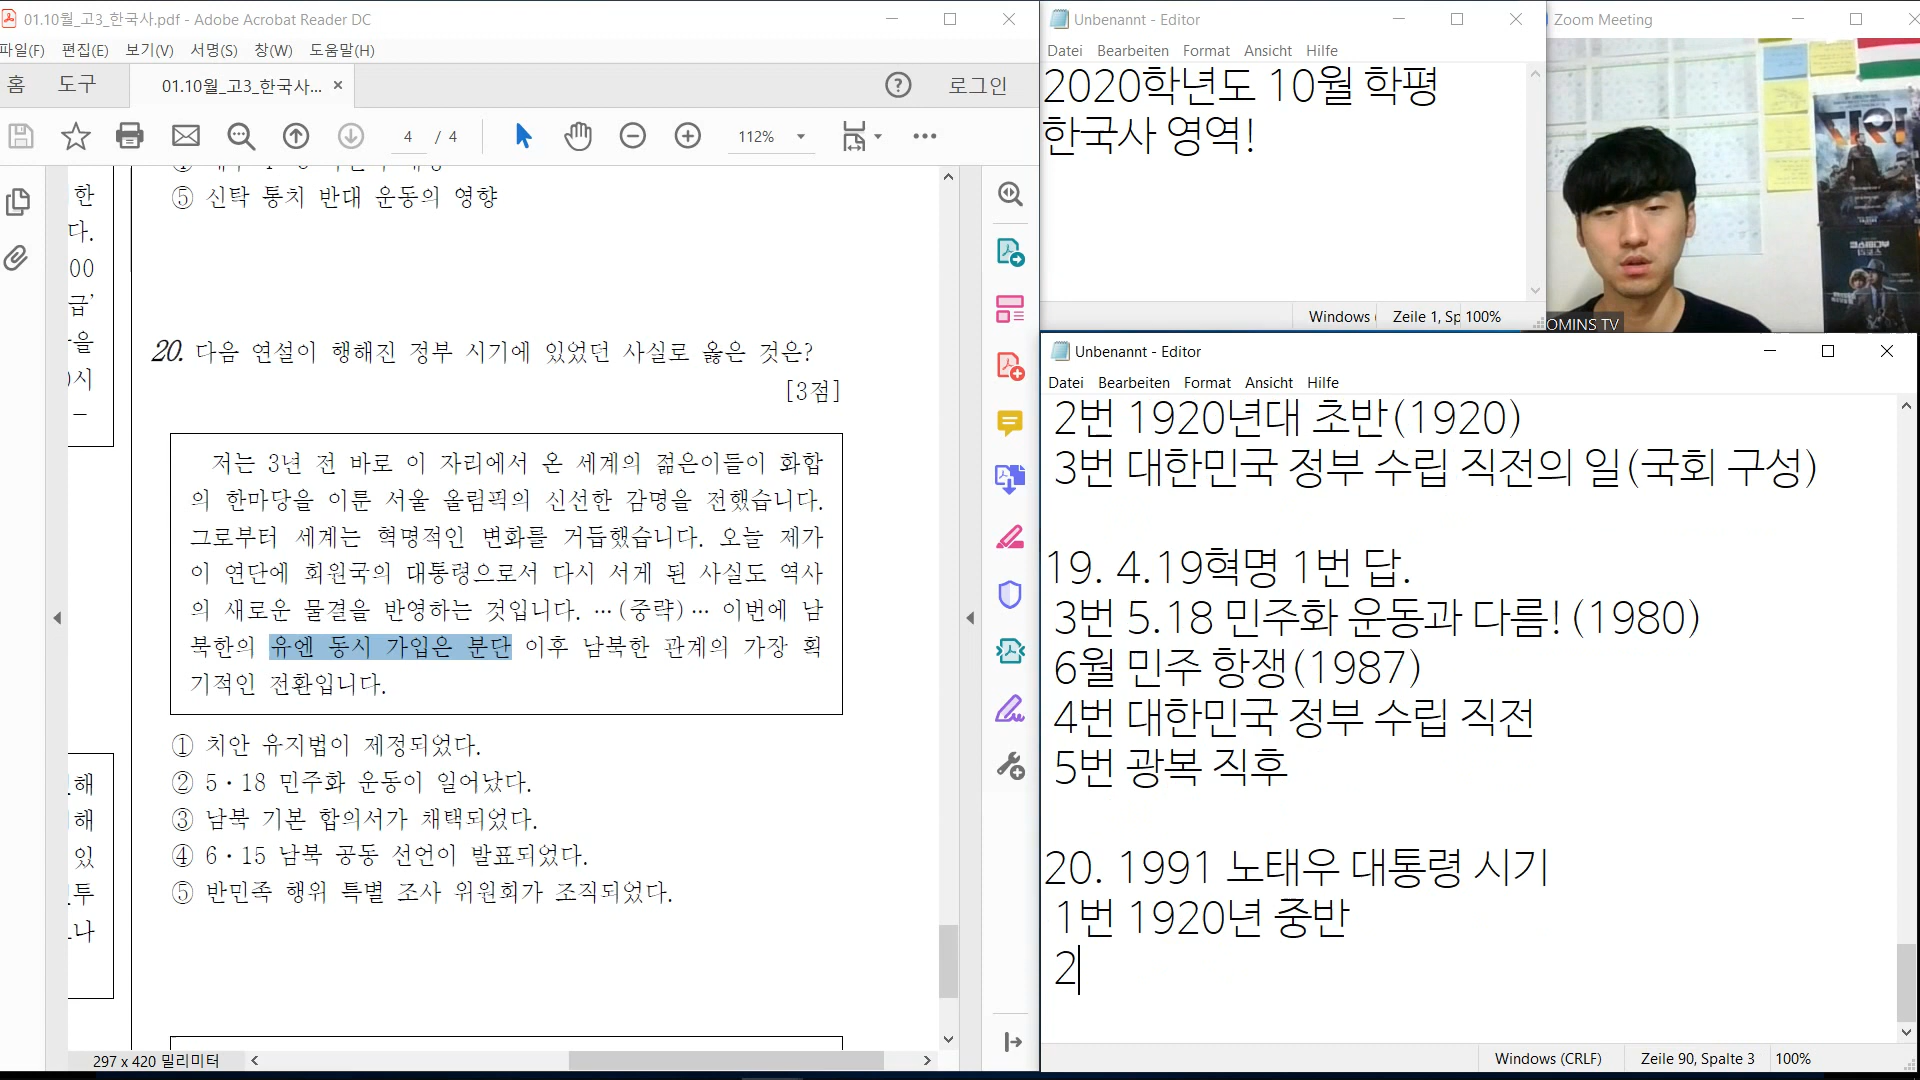 01.10월_고3_한국사.pdf - Adobe Acrobat Reader DC
파일(F) 편집(E) 보기(V) 서명(S) 창(W) 도움말(H)
홈 도구 01.10월_고3_한국사... × 로그인
4 / 4 112%
⑤ 신탁 통치 반대 운동의 영향
한
다.
00
급'
을
시
20. 다음 연설이 행해진 정부 시기에 있었던 사실로 옳은 것은?
[3점]
저는 3년 전 바로 이 자리에서 온 세계의 젊은이들이 화합
의 한마당을 이룬 서울 올림픽의 신선한 감명을 전했습니다.
그로부터 세계는 혁명적인 변화를 거듭했습니다. 오늘 제가
이 연단에 회원국의 대통령으로서 다시 서게 된 사실도 역사
의 새로운 물결을 반영하는 것입니다. …(중략)… 이번에 남
북한의 유엔 동시 가입은 분단 이후 남북한 관계의 가장 획
기적인 전환입니다.
① 치안 유지법이 제정되었다.
② 5·18 민주화 운동이 일어났다.
③ 남북 기본 합의서가 채택되었다.
④ 6·15 남북 공동 선언이 발표되었다.
⑤ 반민족 행위 특별 조사 위원회가 조직되었다.
해
해
있
투
나
297 x 420 밀리미터
Unbenannt - Editor
Datei Bearbeiten Format Ansicht Hilfe
2020학년도 10월 학평
한국사 영역!
Windows Zeile 1, Sp 100%
Zoom Meeting
OMINS TV
Unbenannt - Editor
Datei Bearbeiten Format Ansicht Hilfe
2번 1920년대 초반(1920)
3번 대한민국 정부 수립 직전의 일(국회 구성)
19. 4.19혁명 1번 답.
3번 5.18 민주화 운동과 다름! (1980)
6월 민주 항쟁(1987)
4번 대한민국 정부 수립 직전
5번 광복 직후
20. 1991 노태우 대통령 시기
1번 1920년 중반
2
Windows (CRLF) Zeile 90, Spalte 3 100%